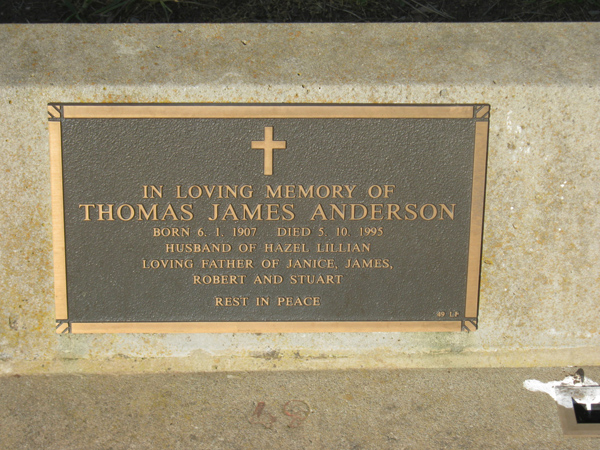 IN LOVING MEMORY OF
THOMAS JAMES ANDERSON
BORN 6. 1. 1907 DIED 5. 10. 1995
HUSBAND OF HAZEL LILLIAN
LOVING FATHER OF JANICE, JAMES,
ROBERT AND STUART
REST IN PEACE